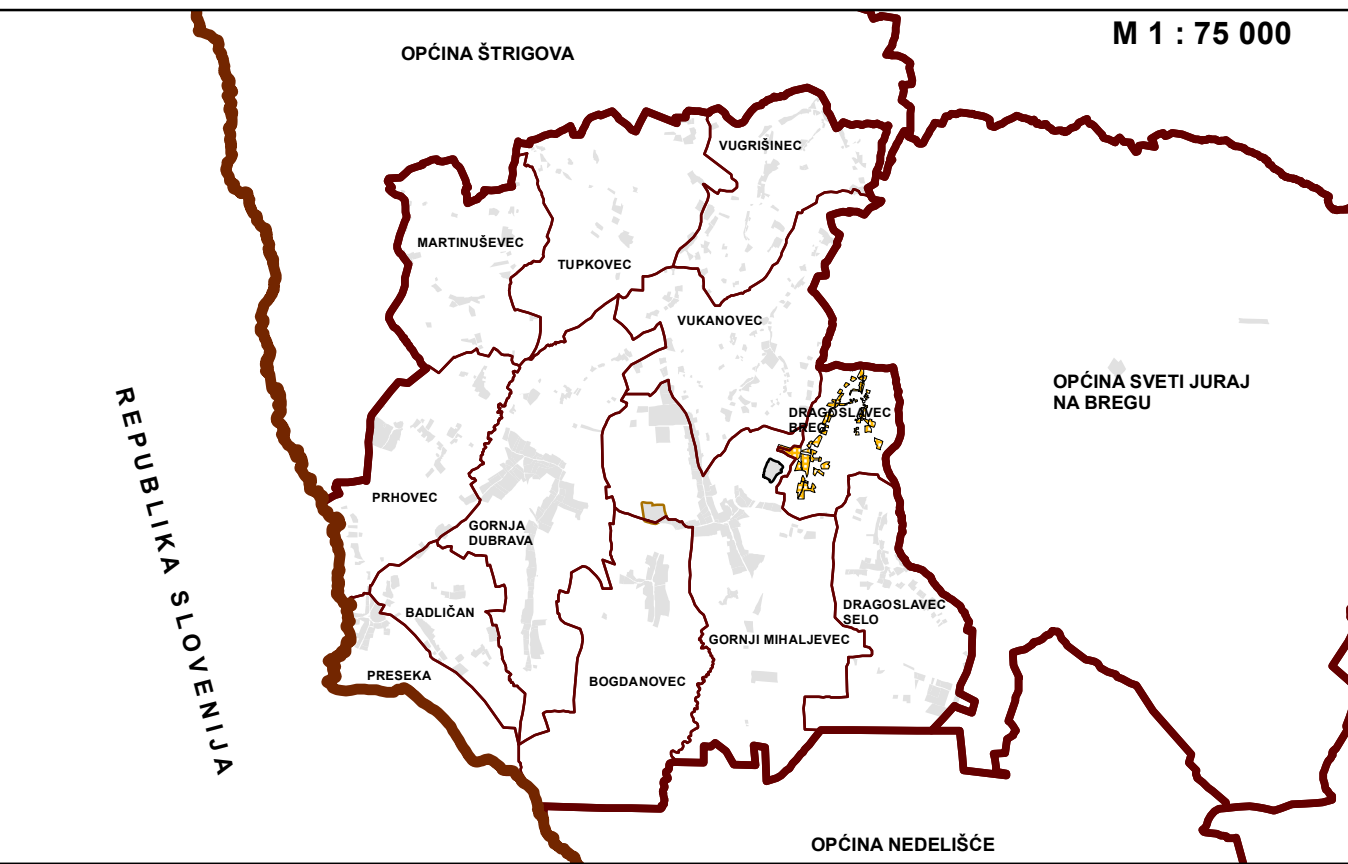 M 1 : 75 000
OPĆINA ŠTRIGOVA
VUGRIŠINEC
MARTINUŠEVEC
TUPKOVEC
VUKANOVEC
OPĆINA SVETI JURAJ
NA BREGU
DRAGOSLAVEC
BREG
REPUBLIKA SLOVENIJA
PRHOVEC
GORNJA
DUBRAVA
BADLIČAN
DRAGOSLAVEC
SELO
GORNJI MIHALJEVEC
PRESEKA
BOGDANOVEC
OPĆINA NEDELIŠĆE